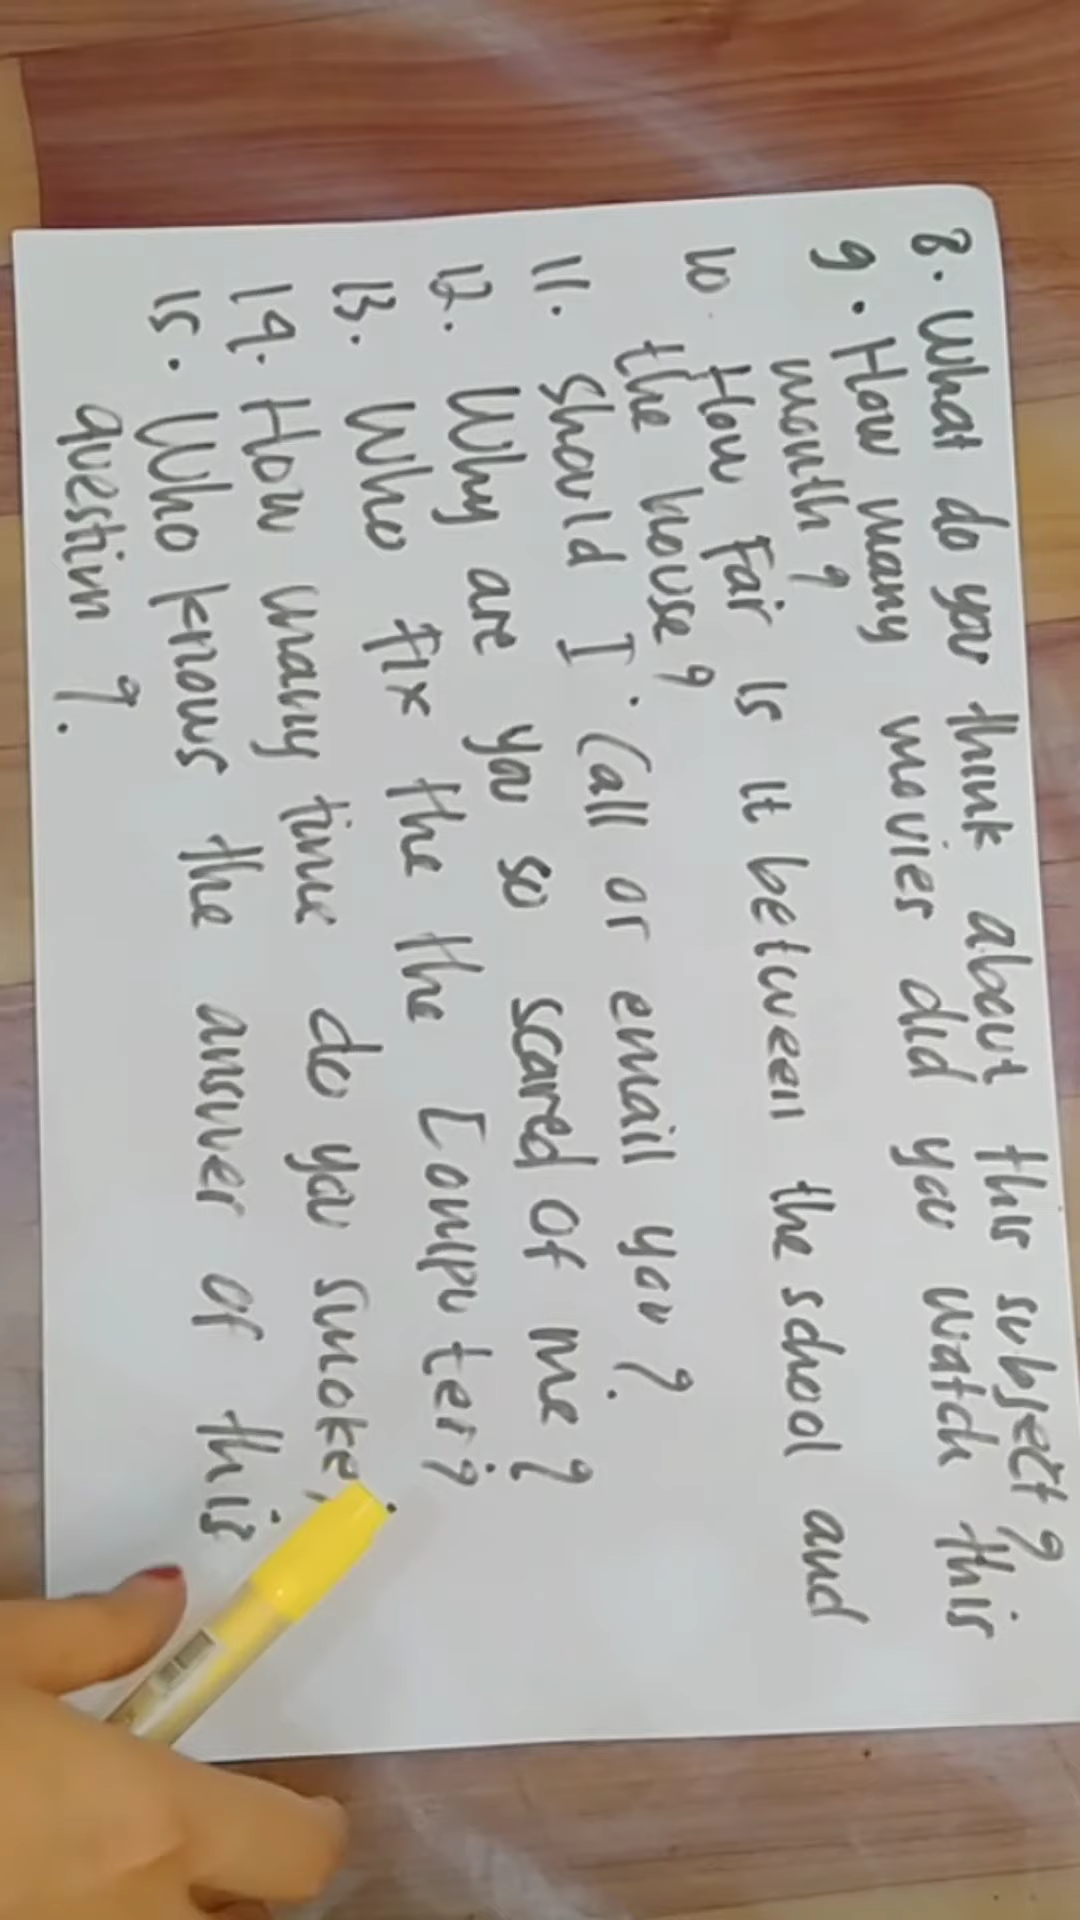 8. What do you think about this subject?
9. How many movies did you watch this
month?
10. How Far is it between the school and
the house?
11. Should I. Call or email you?.
12. Why are you so scared of me?
13. Who fix the the Computer?
14. How many time do you smoke
15. Who knows the answer of this
question?.